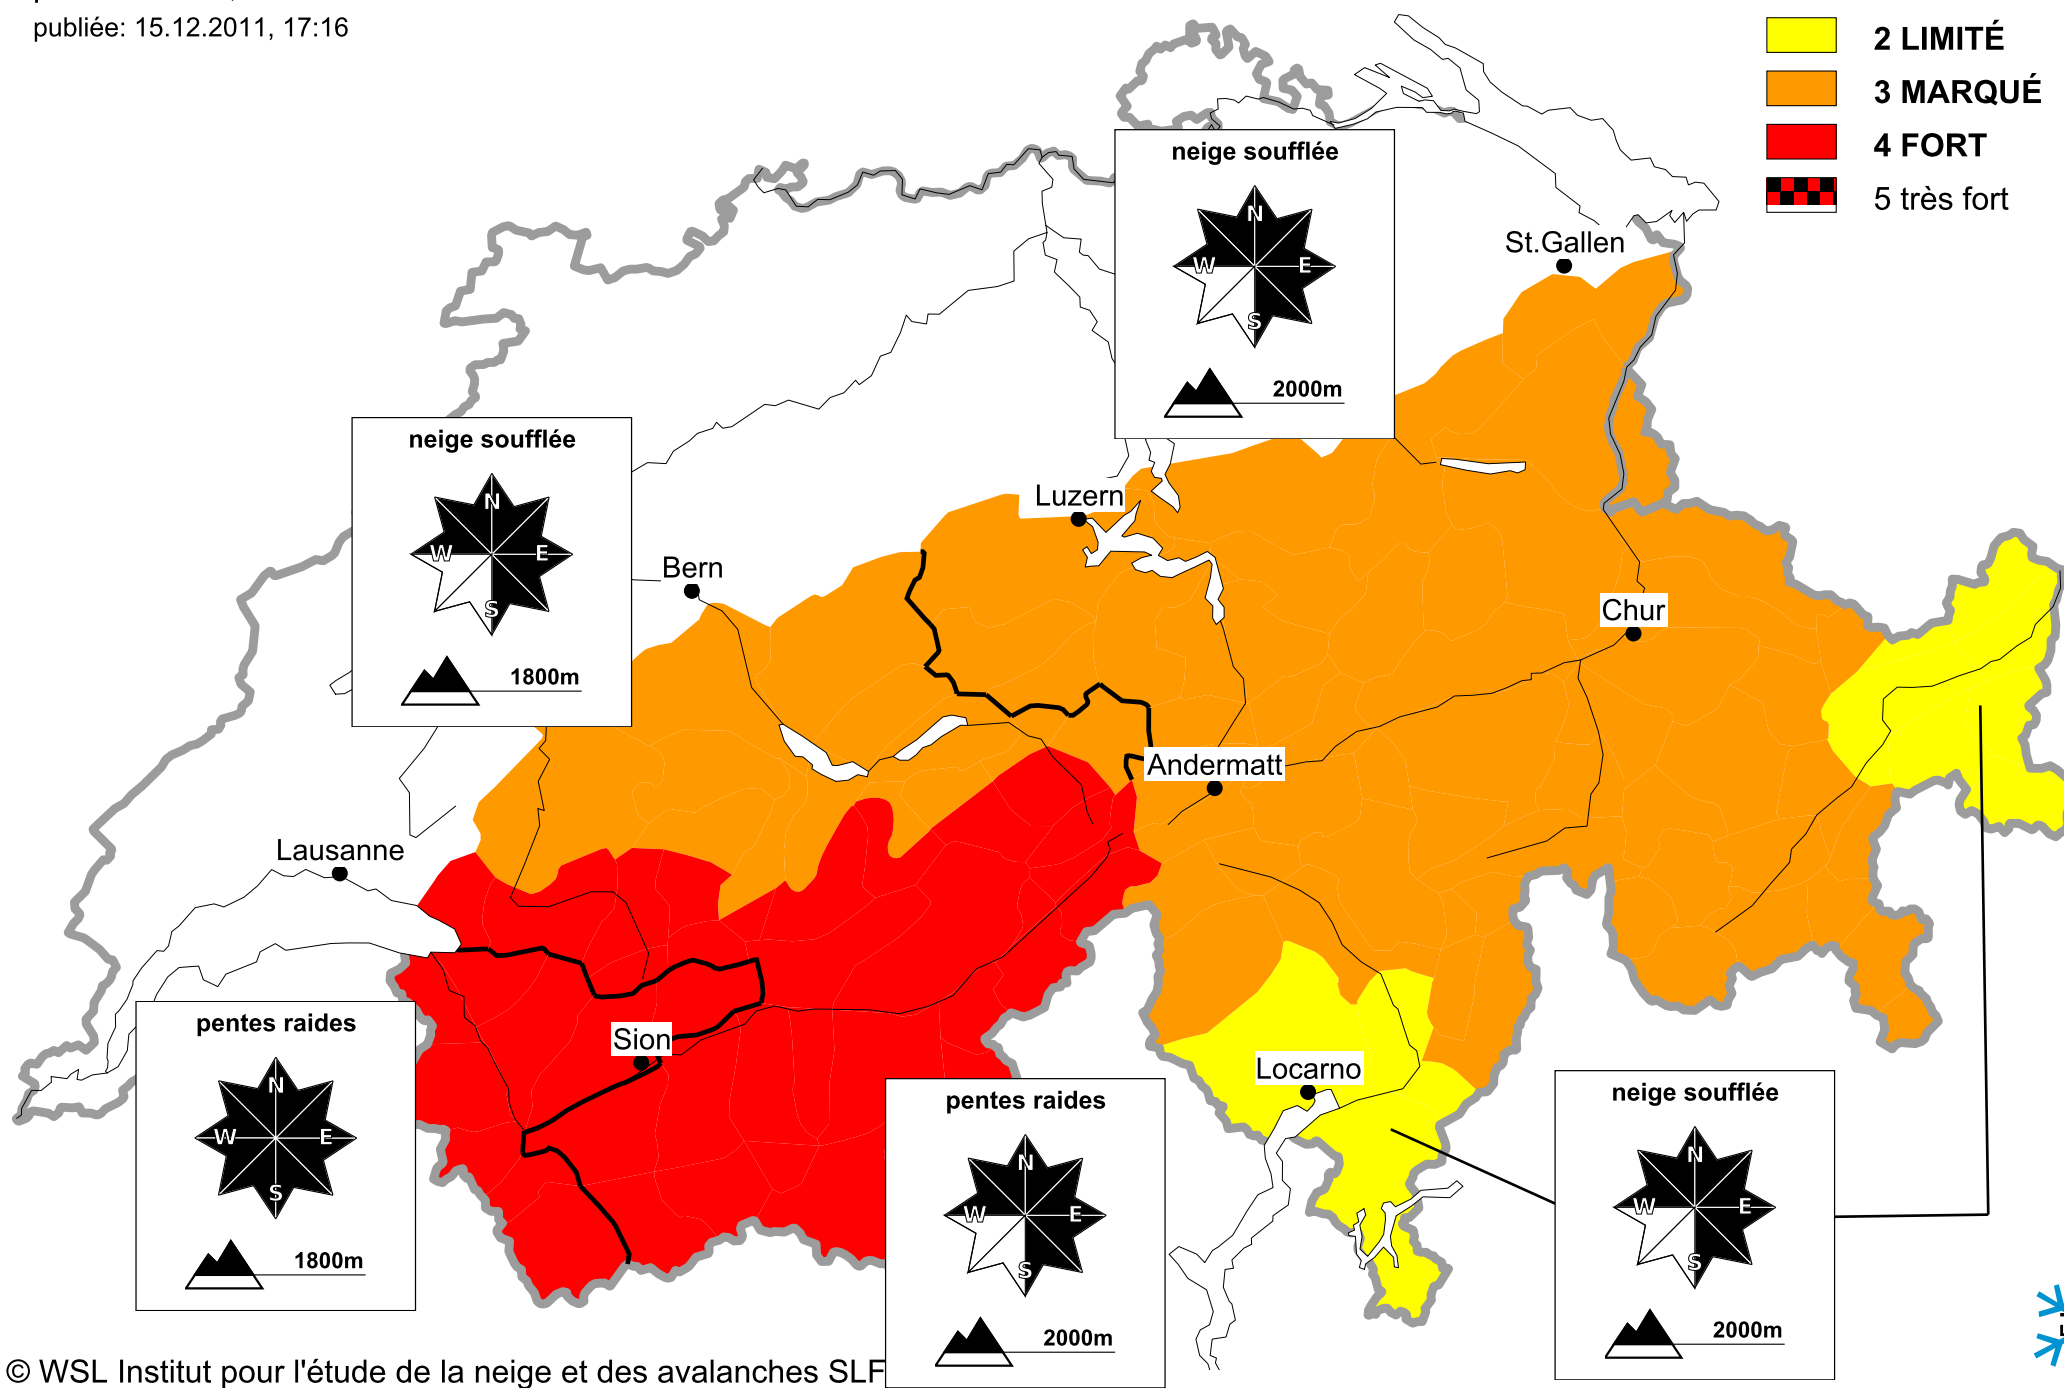 publiée: 15.12.2011, 17:16
2 LIMITÉ
3 MARQUÉ
4 FORT
5 très fort
neige soufflée
N
W E
S
2000m
St.Gallen
neige soufflée
N
W E
S
1800m
Luzern
Bern
Chur
Andermatt
Lausanne
Sion
Locarno
pentes raides
N
W E
S
1800m
pentes raides
N
W E
S
2000m
neige soufflée
N
W E
S
2000m
© WSL Institut pour l'étude de la neige et des avalanches SLF